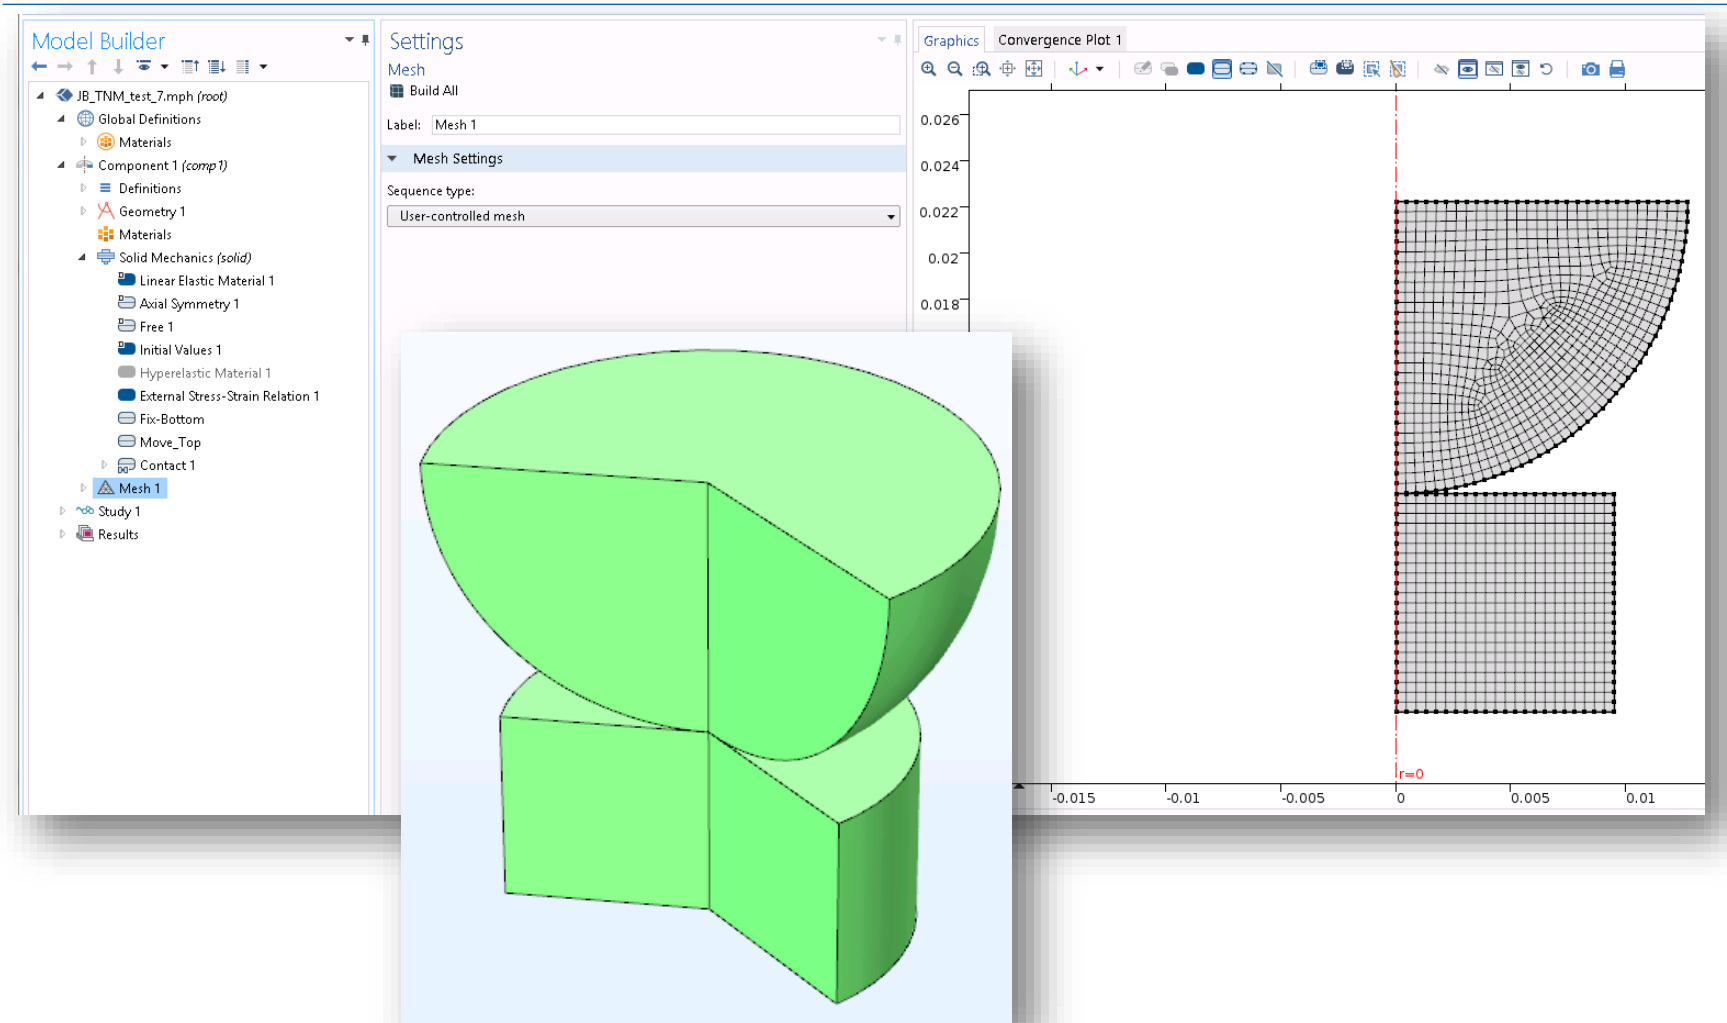 Model Builder
JB_TNM_test_7.mph (root)
Global Definitions
Materials
Component 1 (comp1)
Definitions
Geometry 1
Materials
Solid Mechanics (solid)
Linear Elastic Material 1
Axial Symmetry 1
Free 1
Initial Values 1
Hyperelastic Material 1
External Stress-Strain Relation 1
Fix-Bottom
Move_Top
Contact 1
Mesh 1
Study 1
Results
Settings
Mesh
Build All
Label: Mesh 1
Mesh Settings
Sequence type:
User-controlled mesh
Graphics Convergence Plot 1
0.026
0.024
0.022
0.02
0.018
r=0
-0.015 -0.01 -0.005 0 0.005 0.01